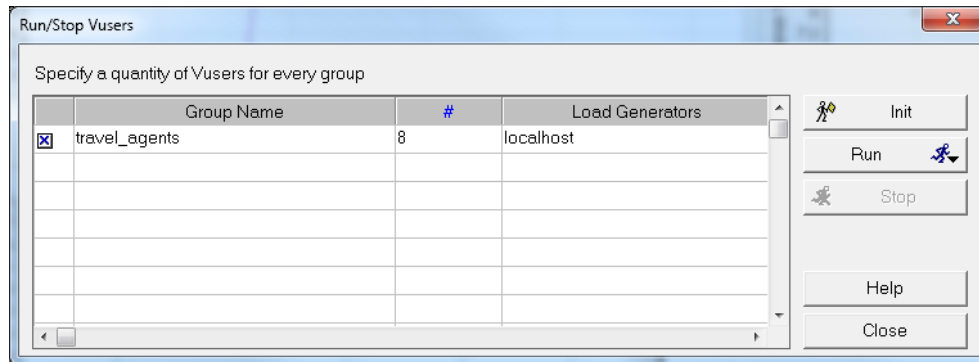 Run/Stop Vusers
Specify a quantity of Vusers for every group
Group Name # Load Generators
travel_agents 8 localhost
Init
Run
Stop
Help
Close